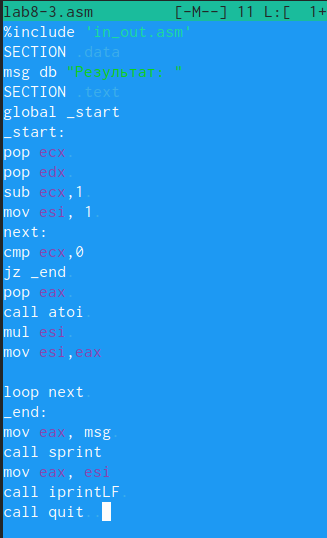 lab8-3.asm [-M--] 11 L:[ 1+
%include 'in_out.asm'
SECTION .data
msg db "Результат: "
SECTION .text
global _start
_start:
pop ecx
pop edx
sub ecx,1
mov esi, 1
next:
cmp ecx,0
jz _end
pop eax
call atoi
mul esi
mov esi,eax
loop next
_end:
mov eax, msg
call sprint
mov eax, esi
call iprintLF
call quit